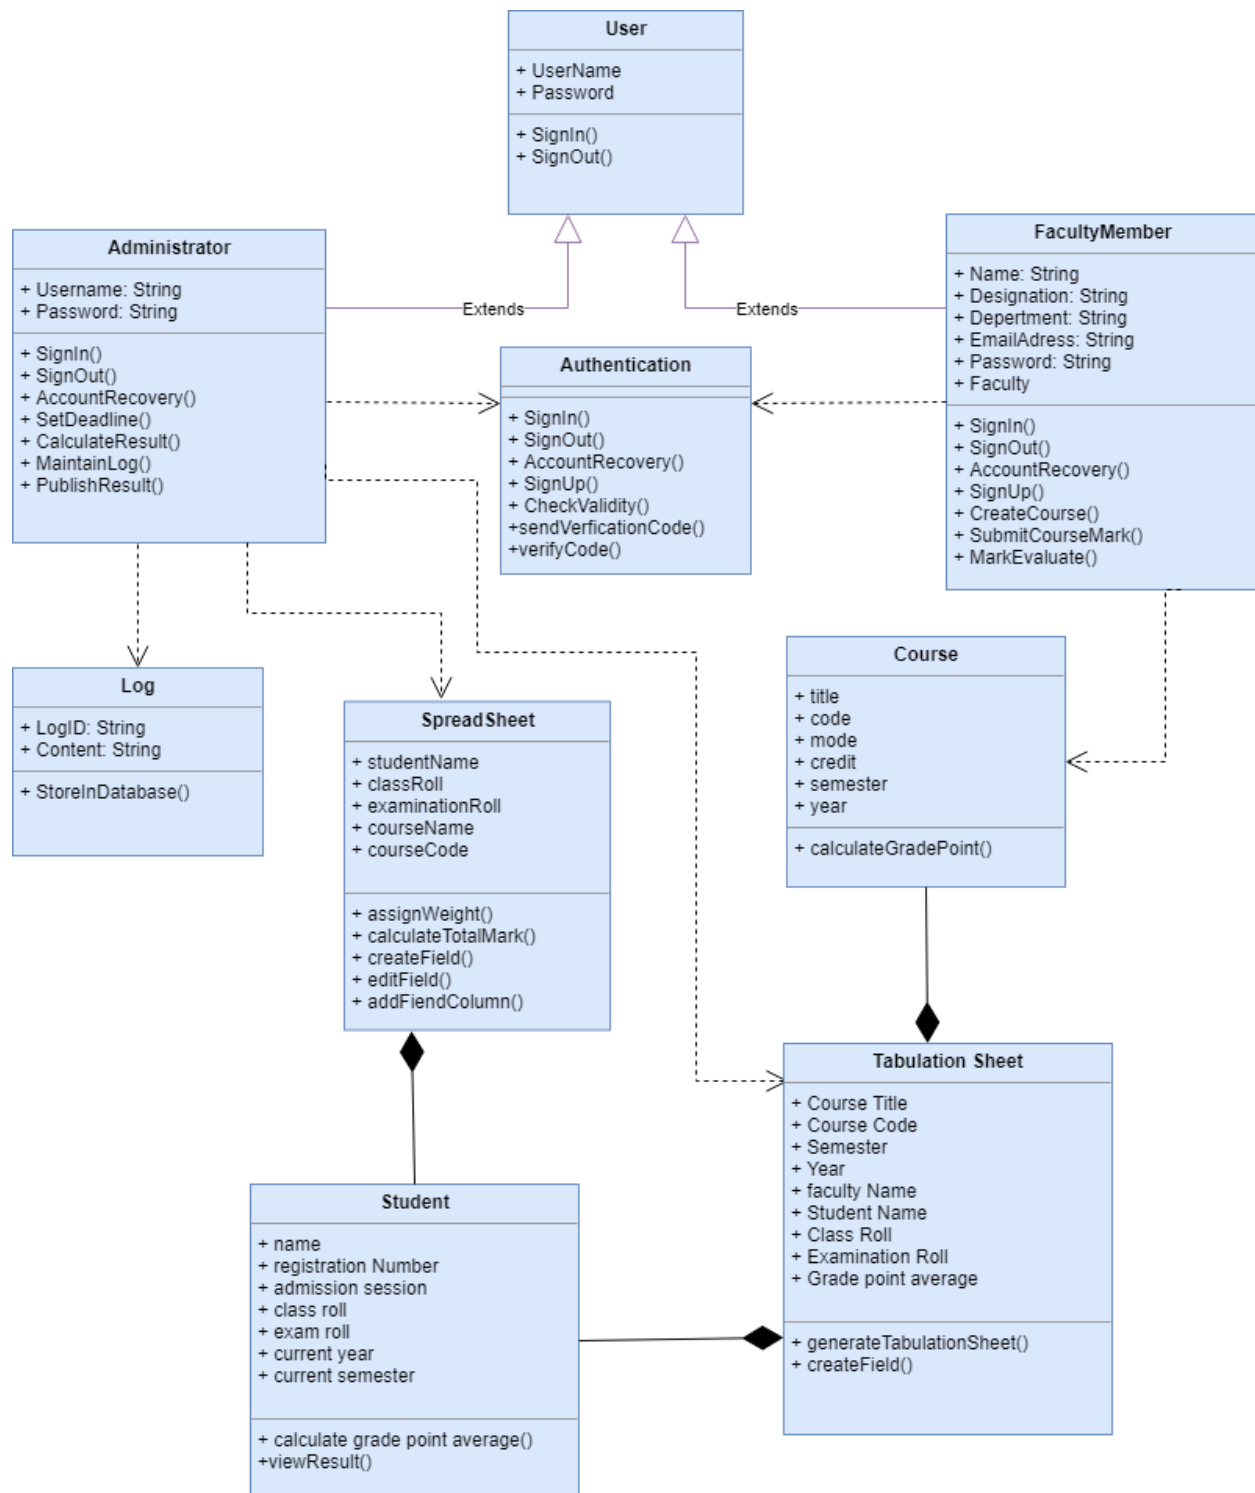 User
+ UserName
+ Password
+ SignIn()
+ SignOut()
Administrator
+ Username: String
+ Password: String
+ SignIn()
+ SignOut()
+ AccountRecovery()
+ SetDeadline()
+ CalculateResult()
+ MaintainLog()
+ PublishResult()
Extends
Extends
FacultyMember
+ Name: String
+ Designation: String
+ Depertment: String
+ EmailAdress: String
+ Password: String
+ Faculty
+ SignIn()
+ SignOut()
+ AccountRecovery()
+ SignUp()
+ CreateCourse()
+ SubmitCourseMark()
+ MarkEvaluate()
Authentication
+ SignIn()
+ SignOut()
+ AccountRecovery()
+ SignUp()
+ CheckValidity()
+sendVerficationCode()
+verifyCode()
Log
+ LogID: String
+ Content: String
+ StoreInDatabase()
SpreadSheet
+ studentName
+ classRoll
+ examinationRoll
+ courseName
+ courseCode
+ assignWeight()
+ calculateTotalMark()
+ createField()
+ editField()
+ addFiendColumn()
Course
+ title
+ code
+ mode
+ credit
+ semester
+ year
+ calculateGradePoint()
Tabulation Sheet
+ Course Title
+ Course Code
+ Semester
+ Year
+ faculty Name
+ Student Name
+ Class Roll
+ Examination Roll
+ Grade point average
+ generateTabulationSheet()
+ createField()
Student
+ name
+ registration Number
+ admission session
+ class roll
+ exam roll
+ current year
+ current semester
+ calculate grade point average()
+viewResult()